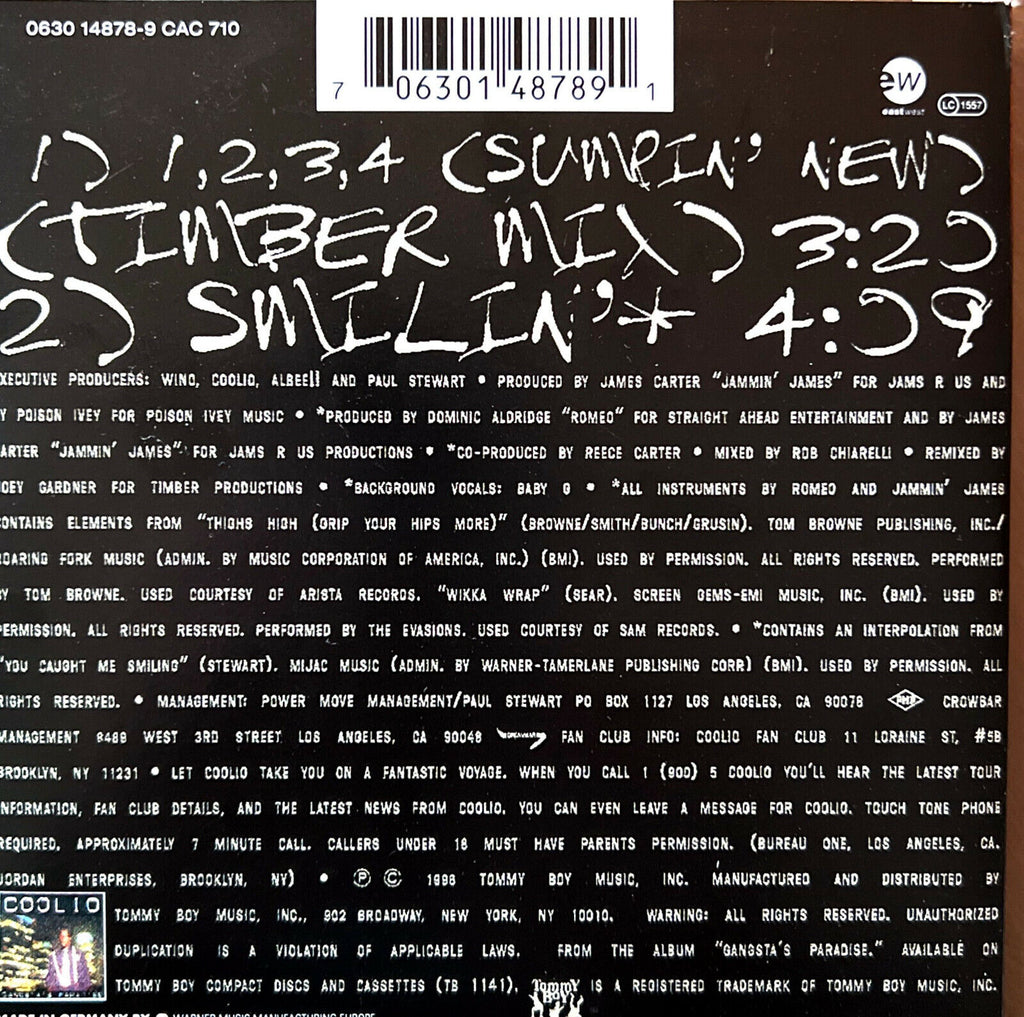 0630 14878-9 CAC 710
7 06301 48789 1
ew
eastwest
LC 1557
1) 1,2,3,4 (SUMPIN' NEW)
(TIMBER MIX) 3:20
2) SMILIN'* 4:09
XECUTIVE PRODUCERS: WINO, COOLIO, ALBEE!! AND PAUL STEWART • PRODUCED BY JAMES CARTER "JAMMIN' JAMES" FOR JAMS R US AND
Y POISON IVEY FOR POISON IVEY MUSIC • *PRODUCED BY DOMINIC ALDRIDGE "ROMEO" FOR STRAIGHT AHEAD ENTERTAINMENT AND BY JAMES
ARTER "JAMMIN' JAMES" FOR JAMS R US PRODUCTIONS • *CO-PRODUCED BY REECE CARTER • MIXED BY ROB CHIARELLI • REMIXED BY
OEY GARDNER FOR TIMBER PRODUCTIONS • *BACKGROUND VOCALS: BABY G • *ALL INSTRUMENTS BY ROMEO AND JAMMIN' JAMES
ONTAINS ELEMENTS FROM "THIGHS HIGH (GRIP YOUR HIPS MORE)" (BROWNE/SMITH/BUNCH/GRUSIN). TOM BROWNE PUBLISHING, INC./
OARING FORK MUSIC (ADMIN. BY MUSIC CORPORATION OF AMERICA, INC.) (BMI). USED BY PERMISSION. ALL RIGHTS RESERVED. PERFORMED
Y TOM BROWNE. USED COURTESY OF ARISTA RECORDS. "WIKKA WRAP" (SEAR). SCREEN GEMS-EMI MUSIC, INC. (BMI). USED BY
PERMISSION. ALL RIGHTS RESERVED. PERFORMED BY THE EVASIONS. USED COURTESY OF SAM RECORDS. • *CONTAINS AN INTERPOLATION FROM
"YOU CAUGHT ME SMILING" (STEWART). MIJAC MUSIC (ADMIN. BY WARNER-TAMERLANE PUBLISHING CORP.) (BMI). USED BY PERMISSION. ALL
RIGHTS RESERVED. • MANAGEMENT: POWER MOVE MANAGEMENT/PAUL STEWART PO BOX 1127 LOS ANGELES, CA 90078 PMP CROWBAR
MANAGEMENT 8489 WEST 3RD STREET LOS ANGELES, CA 90048 FAN CLUB INFO: COOLIO FAN CLUB 11 LORAINE ST, #5B
BROOKLYN, NY 11231 • LET COOLIO TAKE YOU ON A FANTASTIC VOYAGE. WHEN YOU CALL 1 (900) 5 COOLIO YOU'LL HEAR THE LATEST TOUR
INFORMATION, FAN CLUB DETAILS, AND THE LATEST NEWS FROM COOLIO. YOU CAN EVEN LEAVE A MESSAGE FOR COOLIO. TOUCH TONE PHONE
REQUIRED. APPROXIMATELY 7 MINUTE CALL. CALLERS UNDER 18 MUST HAVE PARENTS PERMISSION. (BUREAU ONE, LOS ANGELES, CA.
JORDAN ENTERPRISES, BROOKLYN, NY) • ℗ © 1996 TOMMY BOY MUSIC, INC. MANUFACTURED AND DISTRIBUTED BY
COOLIO
TOMMY BOY MUSIC, INC., 902 BROADWAY, NEW YORK, NY 10010. WARNING: ALL RIGHTS RESERVED. UNAUTHORIZED
DUPLICATION IS A VIOLATION OF APPLICABLE LAWS. FROM THE ALBUM "GANGSTA'S PARADISE." AVAILABLE ON
GANGSTA'S PARADISE
TOMMY BOY COMPACT DISCS AND CASSETTES (TB 1141). Tommy Boy IS A REGISTERED TRADEMARK OF TOMMY BOY MUSIC, INC.
MADE IN GERMANY BY WARNER MUSIC MANUFACTURING EUROPE